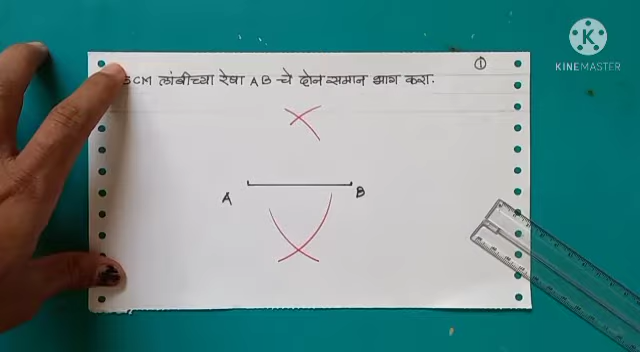 ①
5CM लांबीच्या रेषा AB चे दोन समान भाग करा.
A
B
K
KINEMASTER